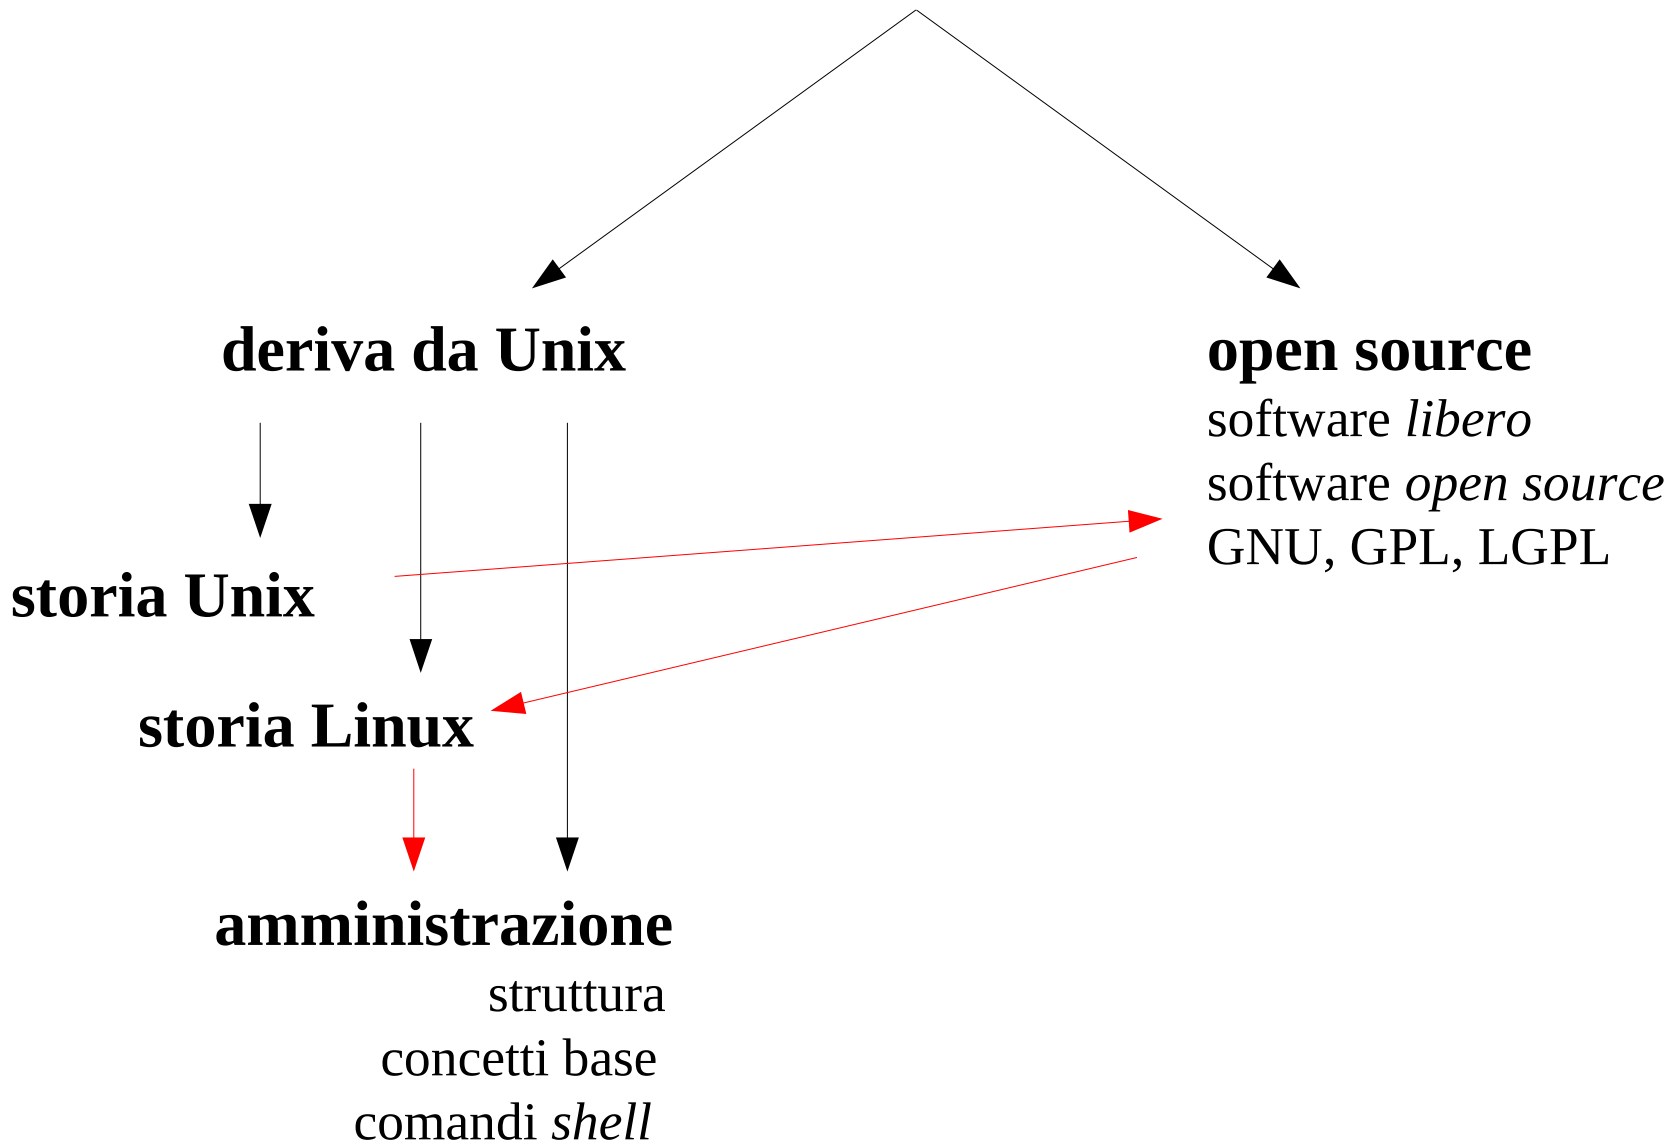 deriva da Unix
open source
software libero
software open source
GNU, GPL, LGPL
storia Unix
storia Linux
amministrazione
struttura
concetti base
comandi shell